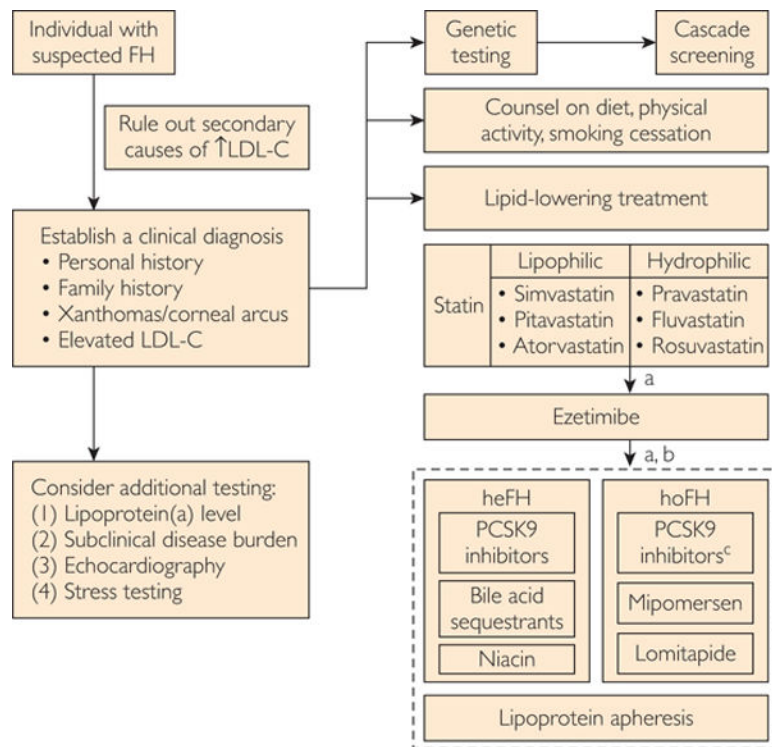 Individual with
suspected FH
Rule out secondary
causes of ↑LDL-C
Establish a clinical diagnosis
• Personal history
• Family history
• Xanthomas/corneal arcus
• Elevated LDL-C
Consider additional testing:
(1) Lipoprotein(a) level
(2) Subclinical disease burden
(3) Echocardiography
(4) Stress testing
Genetic
testing
Cascade
screening
Counsel on diet, physical
activity, smoking cessation
Lipid-lowering treatment
Statin
Lipophilic
• Simvastatin
• Pitavastatin
• Atorvastatin
Hydrophilic
• Pravastatin
• Fluvastatin
• Rosuvastatin
a
Ezetimibe
a, b
heFH
PCSK9
inhibitors
Bile acid
sequestrants
Niacin
hoFH
PCSK9
inhibitorsᶜ
Mipomersen
Lomitapide
Lipoprotein apheresis